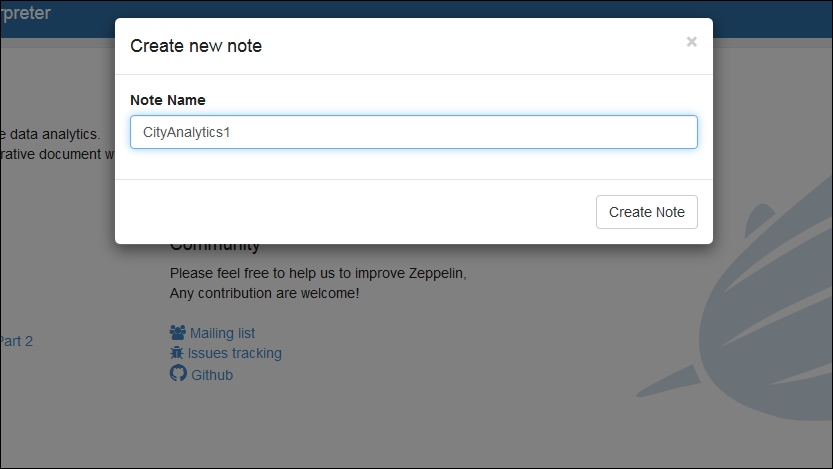 rpreter
Create new note
×
Note Name
CityAnalytics1
Create Note
e data analytics.
rative document w
Community
Please feel free to help us to improve Zeppelin,
Any contribution are welcome!
Part 2
Mailing list
Issues tracking
Github